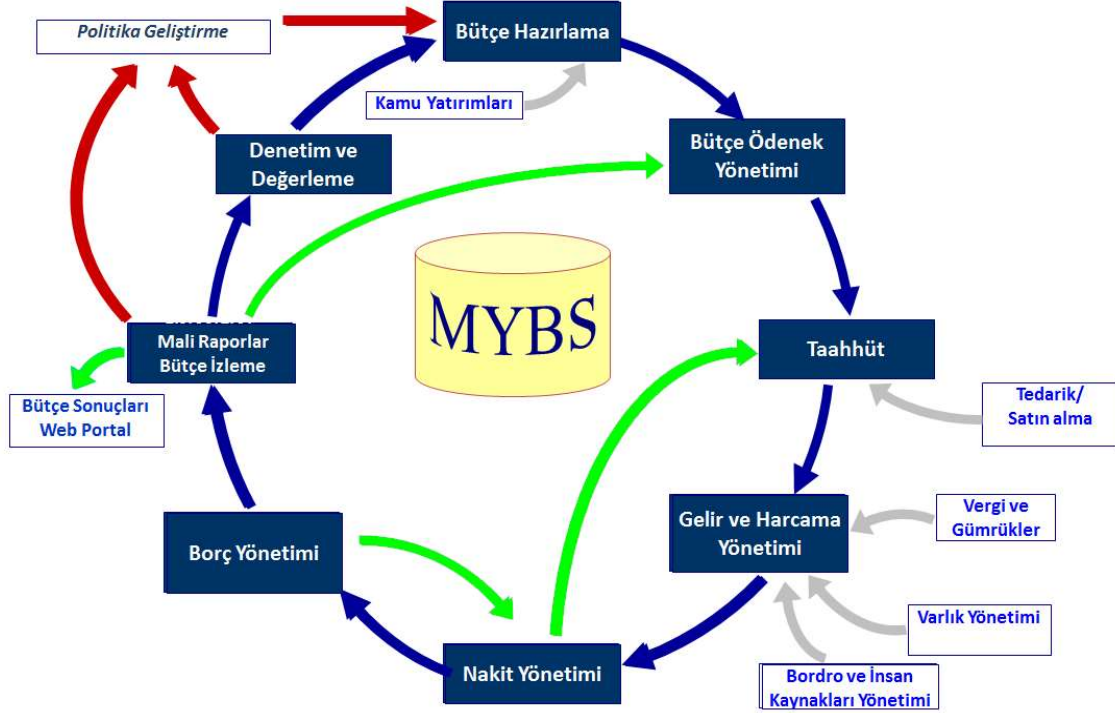 Politika Geliştirme
Bütçe Hazırlama
Kamu Yatırımları
Denetim ve
Değerleme
Bütçe Ödenek
Yönetimi
MYBS
Mali Raporlar
Bütçe İzleme
Taahhüt
Bütçe Sonuçları
Web Portal
Tedarik/
Satın alma
Gelir ve Harcama
Yönetimi
Vergi ve
Gümrükler
Borç Yönetimi
Varlık Yönetimi
Nakit Yönetimi
Bordro ve İnsan
Kaynakları Yönetimi